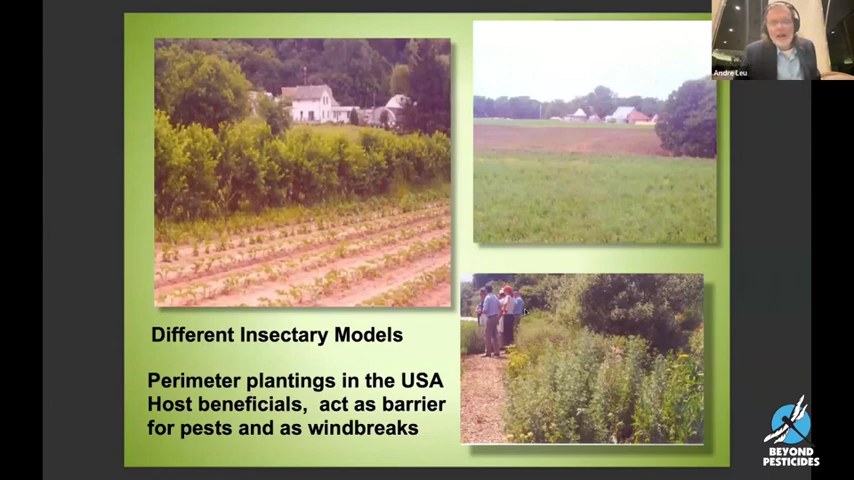 Andre Leu
Different Insectary Models
Perimeter plantings in the USA
Host beneficials, act as barrier
for pests and as windbreaks
BEYOND
PESTICIDES